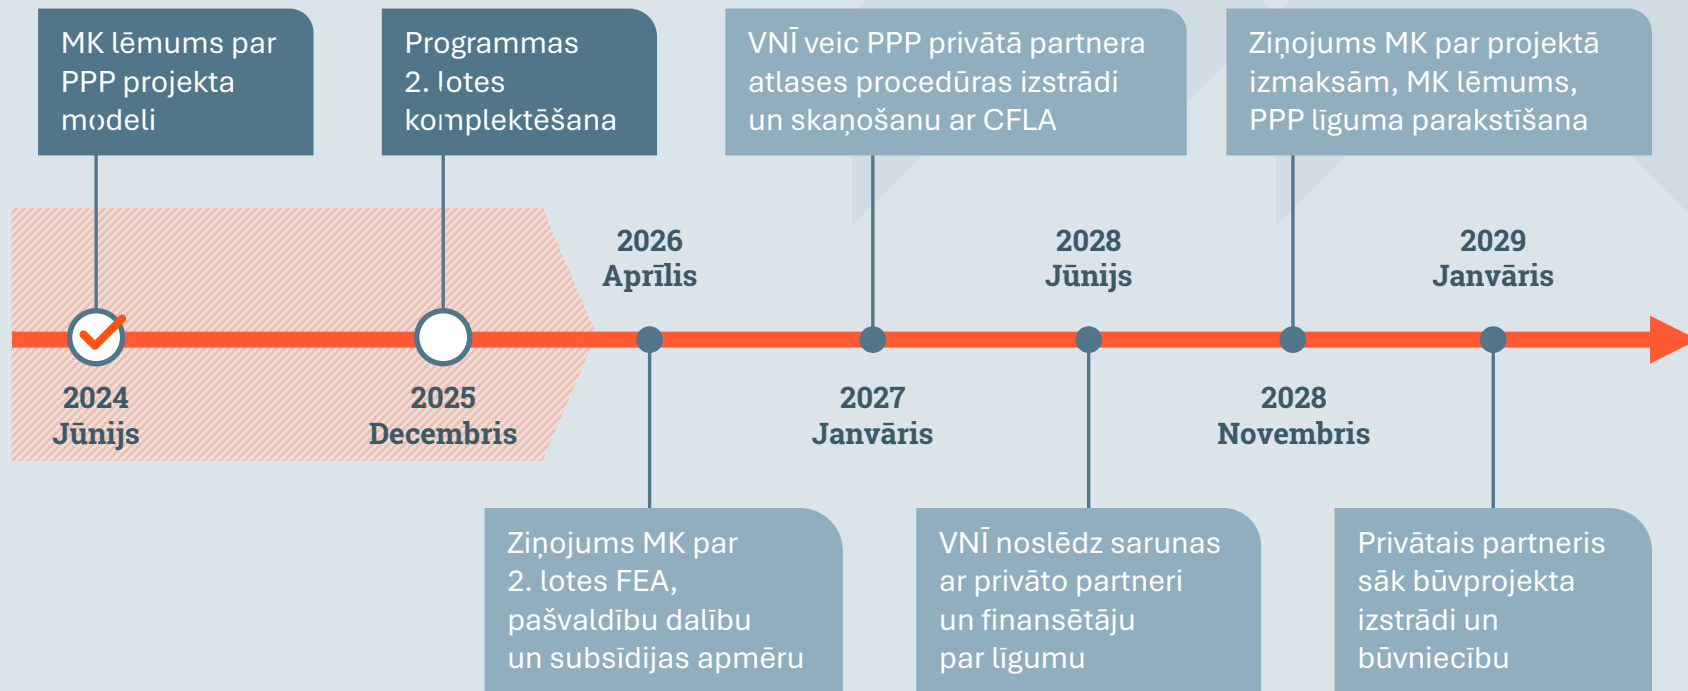 MK lēmums par
PPP projekta
modeli
Programmas
2. lotes
komplektēšana
VNĪ veic PPP privātā partnera
atlases procedūras izstrādi
un skaņošanu ar CFLA
Ziņojums MK par projektā
izmaksām, MK lēmums,
PPP līguma parakstīšana
2026
Aprīlis
2028
Jūnijs
2029
Janvāris
2024
Jūnijs
2025
Decembris
2027
Janvāris
2028
Novembris
Ziņojums MK par
2. lotes FEA,
pašvaldību dalību
un subsīdijas apmēru
VNĪ noslēdz sarunas
ar privāto partneri
un finansētāju
par līgumu
Privātais partneris
sāk būvprojekta
izstrādi un
būvniecību